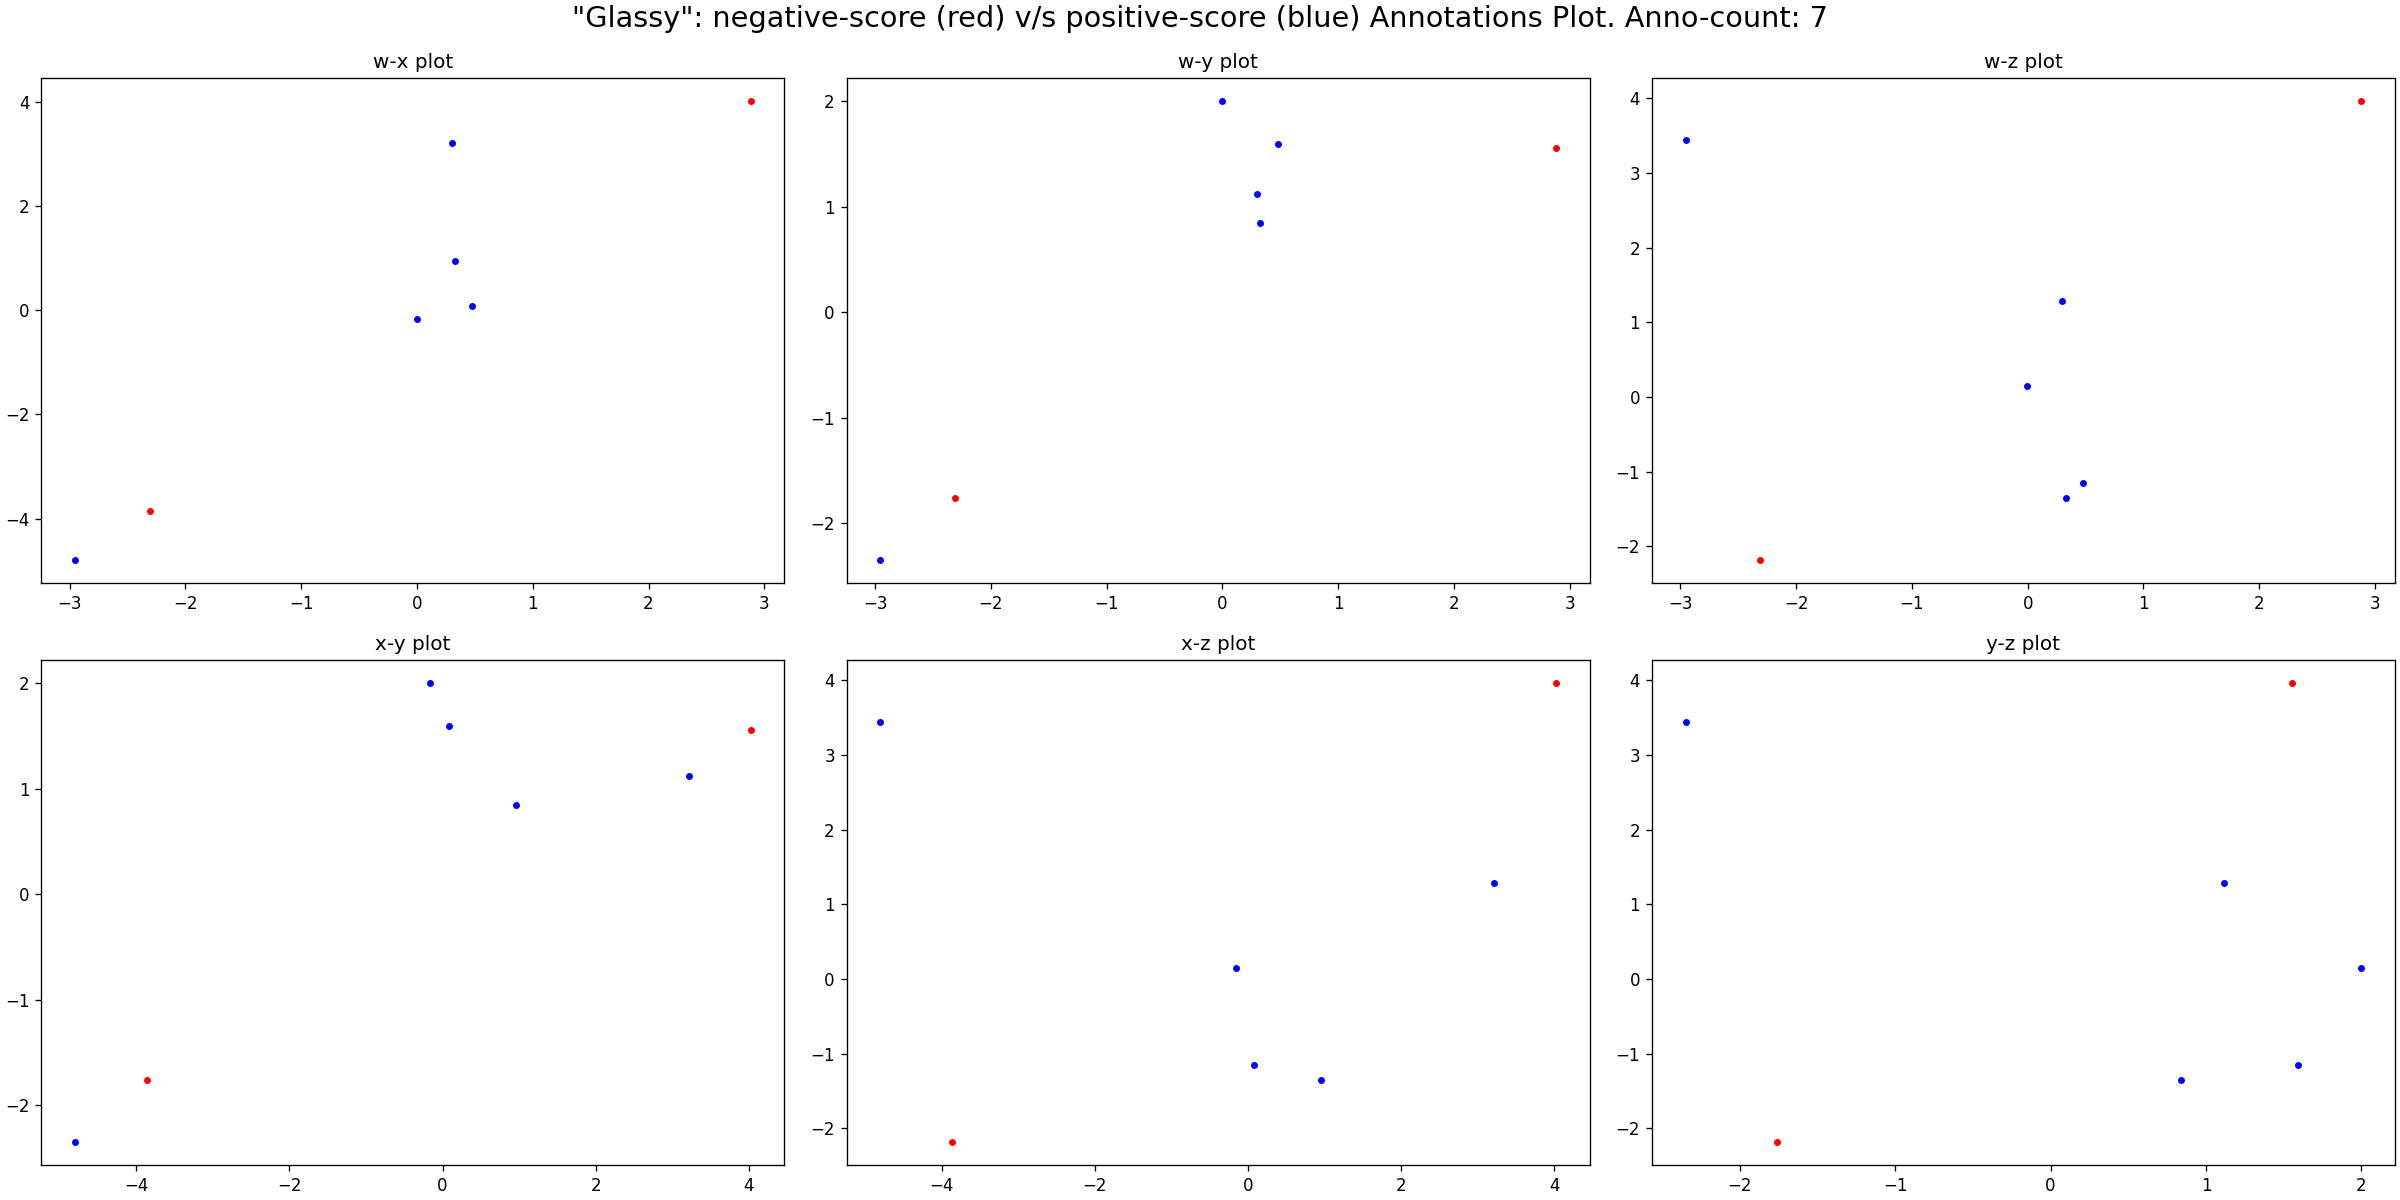 "Glassy": negative-score (red) v/s positive-score (blue) Annotations Plot. Anno-count: 7
w-x plot
4
2
0
−2
−4
−3 −2 −1 0 1 2 3
w-y plot
2
1
0
−1
−2
−3 −2 −1 0 1 2 3
w-z plot
4
3
2
1
0
−1
−2
−3 −2 −1 0 1 2 3
x-y plot
2
1
0
−1
−2
−4 −2 0 2 4
x-z plot
4
3
2
1
0
−1
−2
−4 −2 0 2 4
y-z plot
4
3
2
1
0
−1
−2
−2 −1 0 1 2